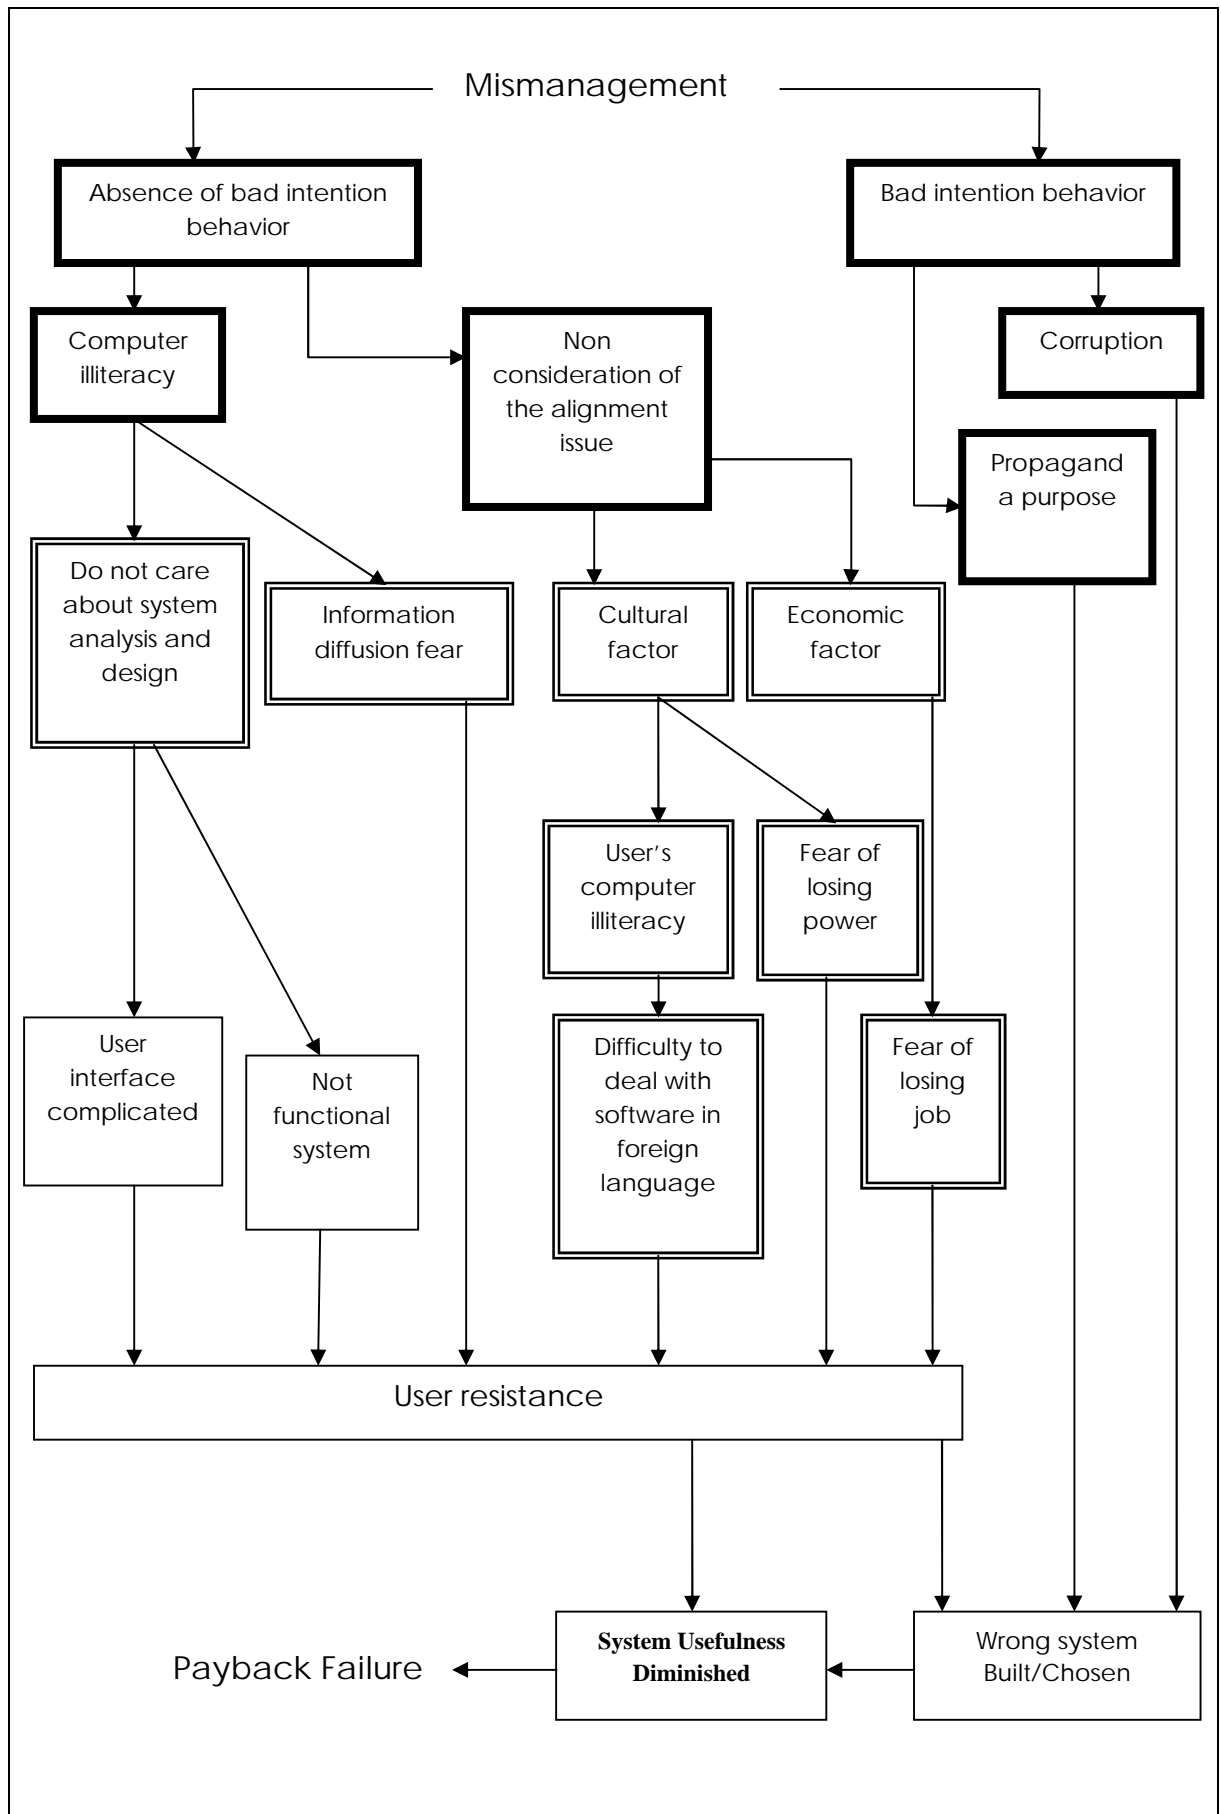 Mismanagement
Absence of bad intention
behavior
Bad intention behavior
Computer
illiteracy
Non
consideration of
the alignment
issue
Corruption
Propagand
a purpose
Do not care
about system
analysis and
design
Information
diffusion fear
Cultural
factor
Economic
factor
User's
computer
illiteracy
Fear of
losing
power
User
interface
complicated
Not
functional
system
Difficulty to
deal with
software in
foreign
language
Fear of
losing
job
User resistance
Payback Failure
System Usefulness
Diminished
Wrong system
Built/Chosen